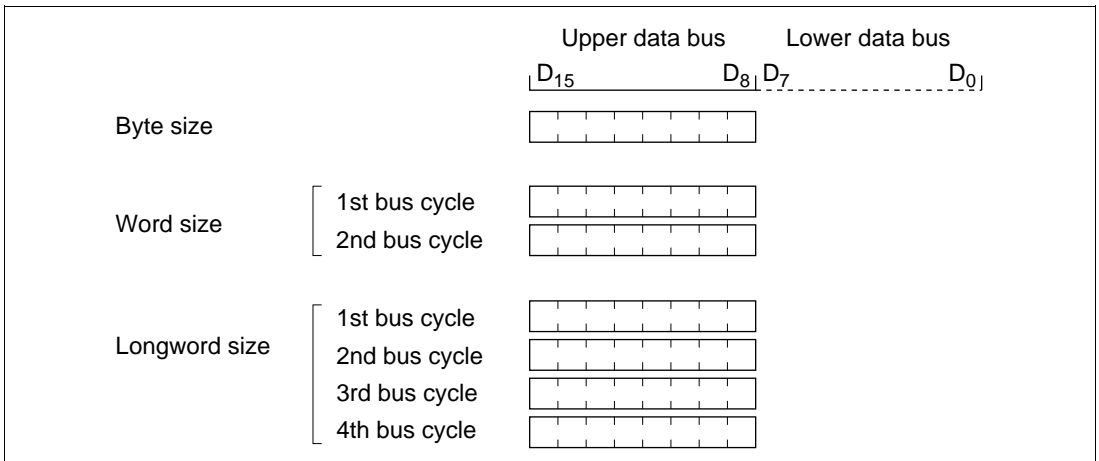 Upper data bus Lower data bus
D15 D8 D7 D0
Byte size
1st bus cycle
Word size
2nd bus cycle
1st bus cycle
Longword size
2nd bus cycle
3rd bus cycle
4th bus cycle